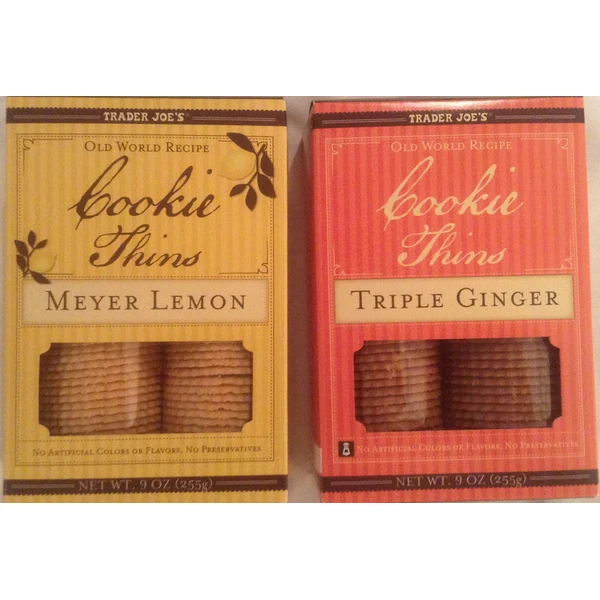 TRADER JOE'S®
OLD WORLD RECIPE
Cookie
Thins
MEYER LEMON
NO ARTIFICIAL COLORS OR FLAVORS, NO PRESERVATIVES
NET WT. 9 OZ (255g)
TRADER JOE'S®
OLD WORLD RECIPE
Cookie
Thins
TRIPLE GINGER
NO ARTIFICIAL COLORS OR FLAVORS, NO PRESERVATIVES
NET WT. 9 OZ (255g)